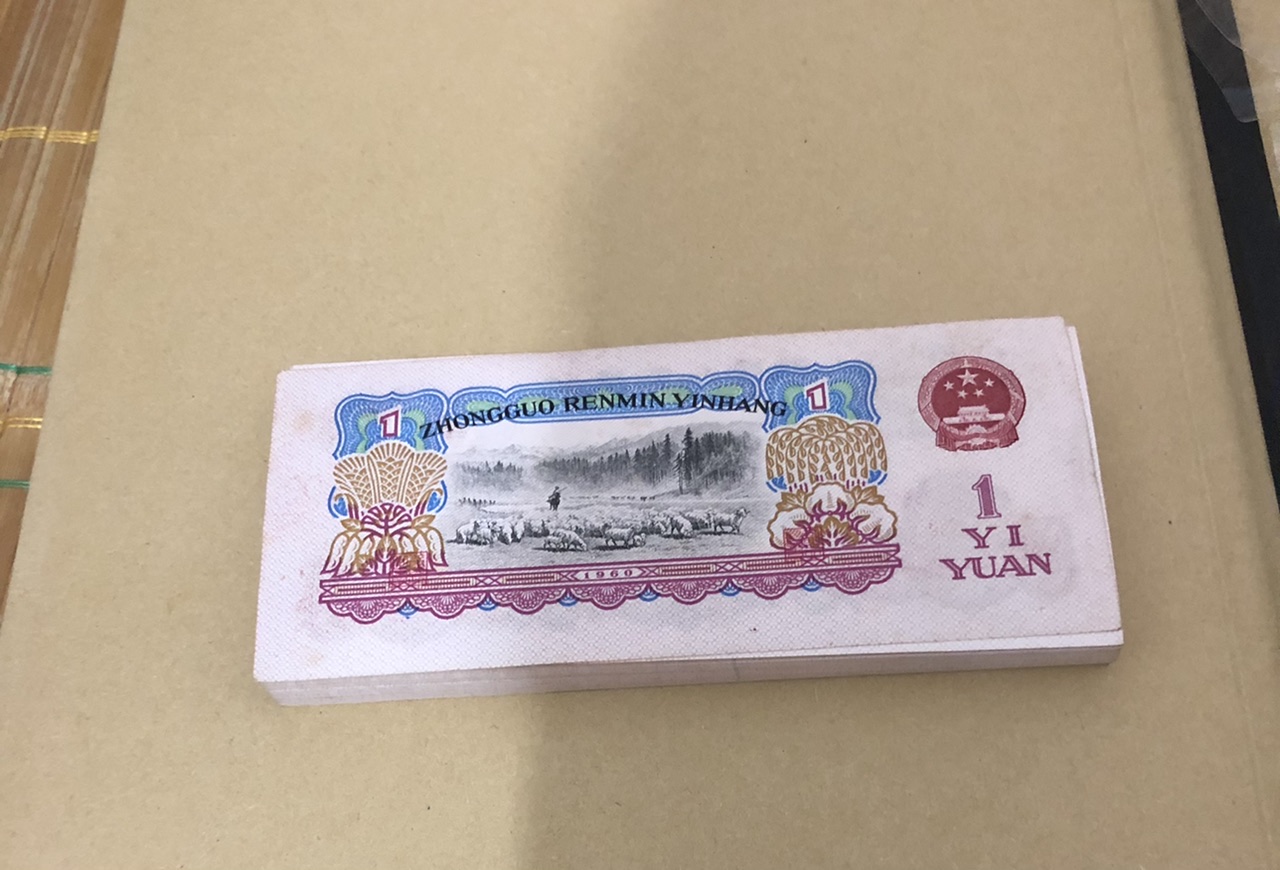 1
ZHONGGUO RENMIN YINHANG
1
1
YI
YUAN
1960